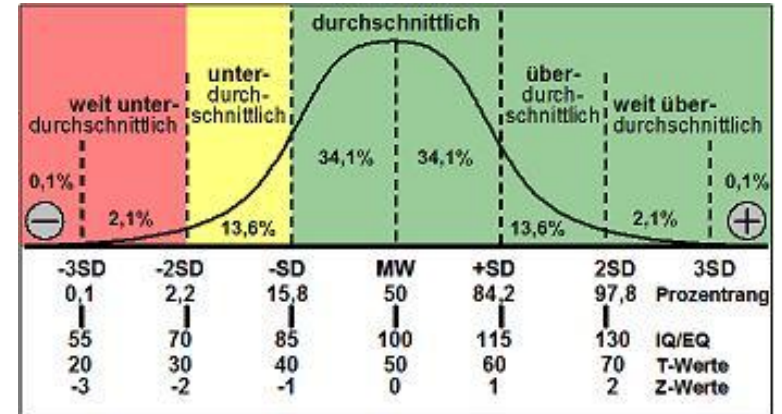 durchschnittlich
unter-
durch-
schnittlich
über-
durch-
schnittlich
weit unter-
durchschnittlich
weit über-
durchschnittlich
34,1% 34,1%
0,1% 0,1%
2,1% 13,6% 13,6% 2,1%
-3SD -2SD -SD MW +SD 2SD 3SD
0,1 2,2 15,8 50 84,2 97,8 Prozentrang
55 70 85 100 115 130 IQ/EQ
20 30 40 50 60 70 T-Werte
-3 -2 -1 0 1 2 Z-Werte